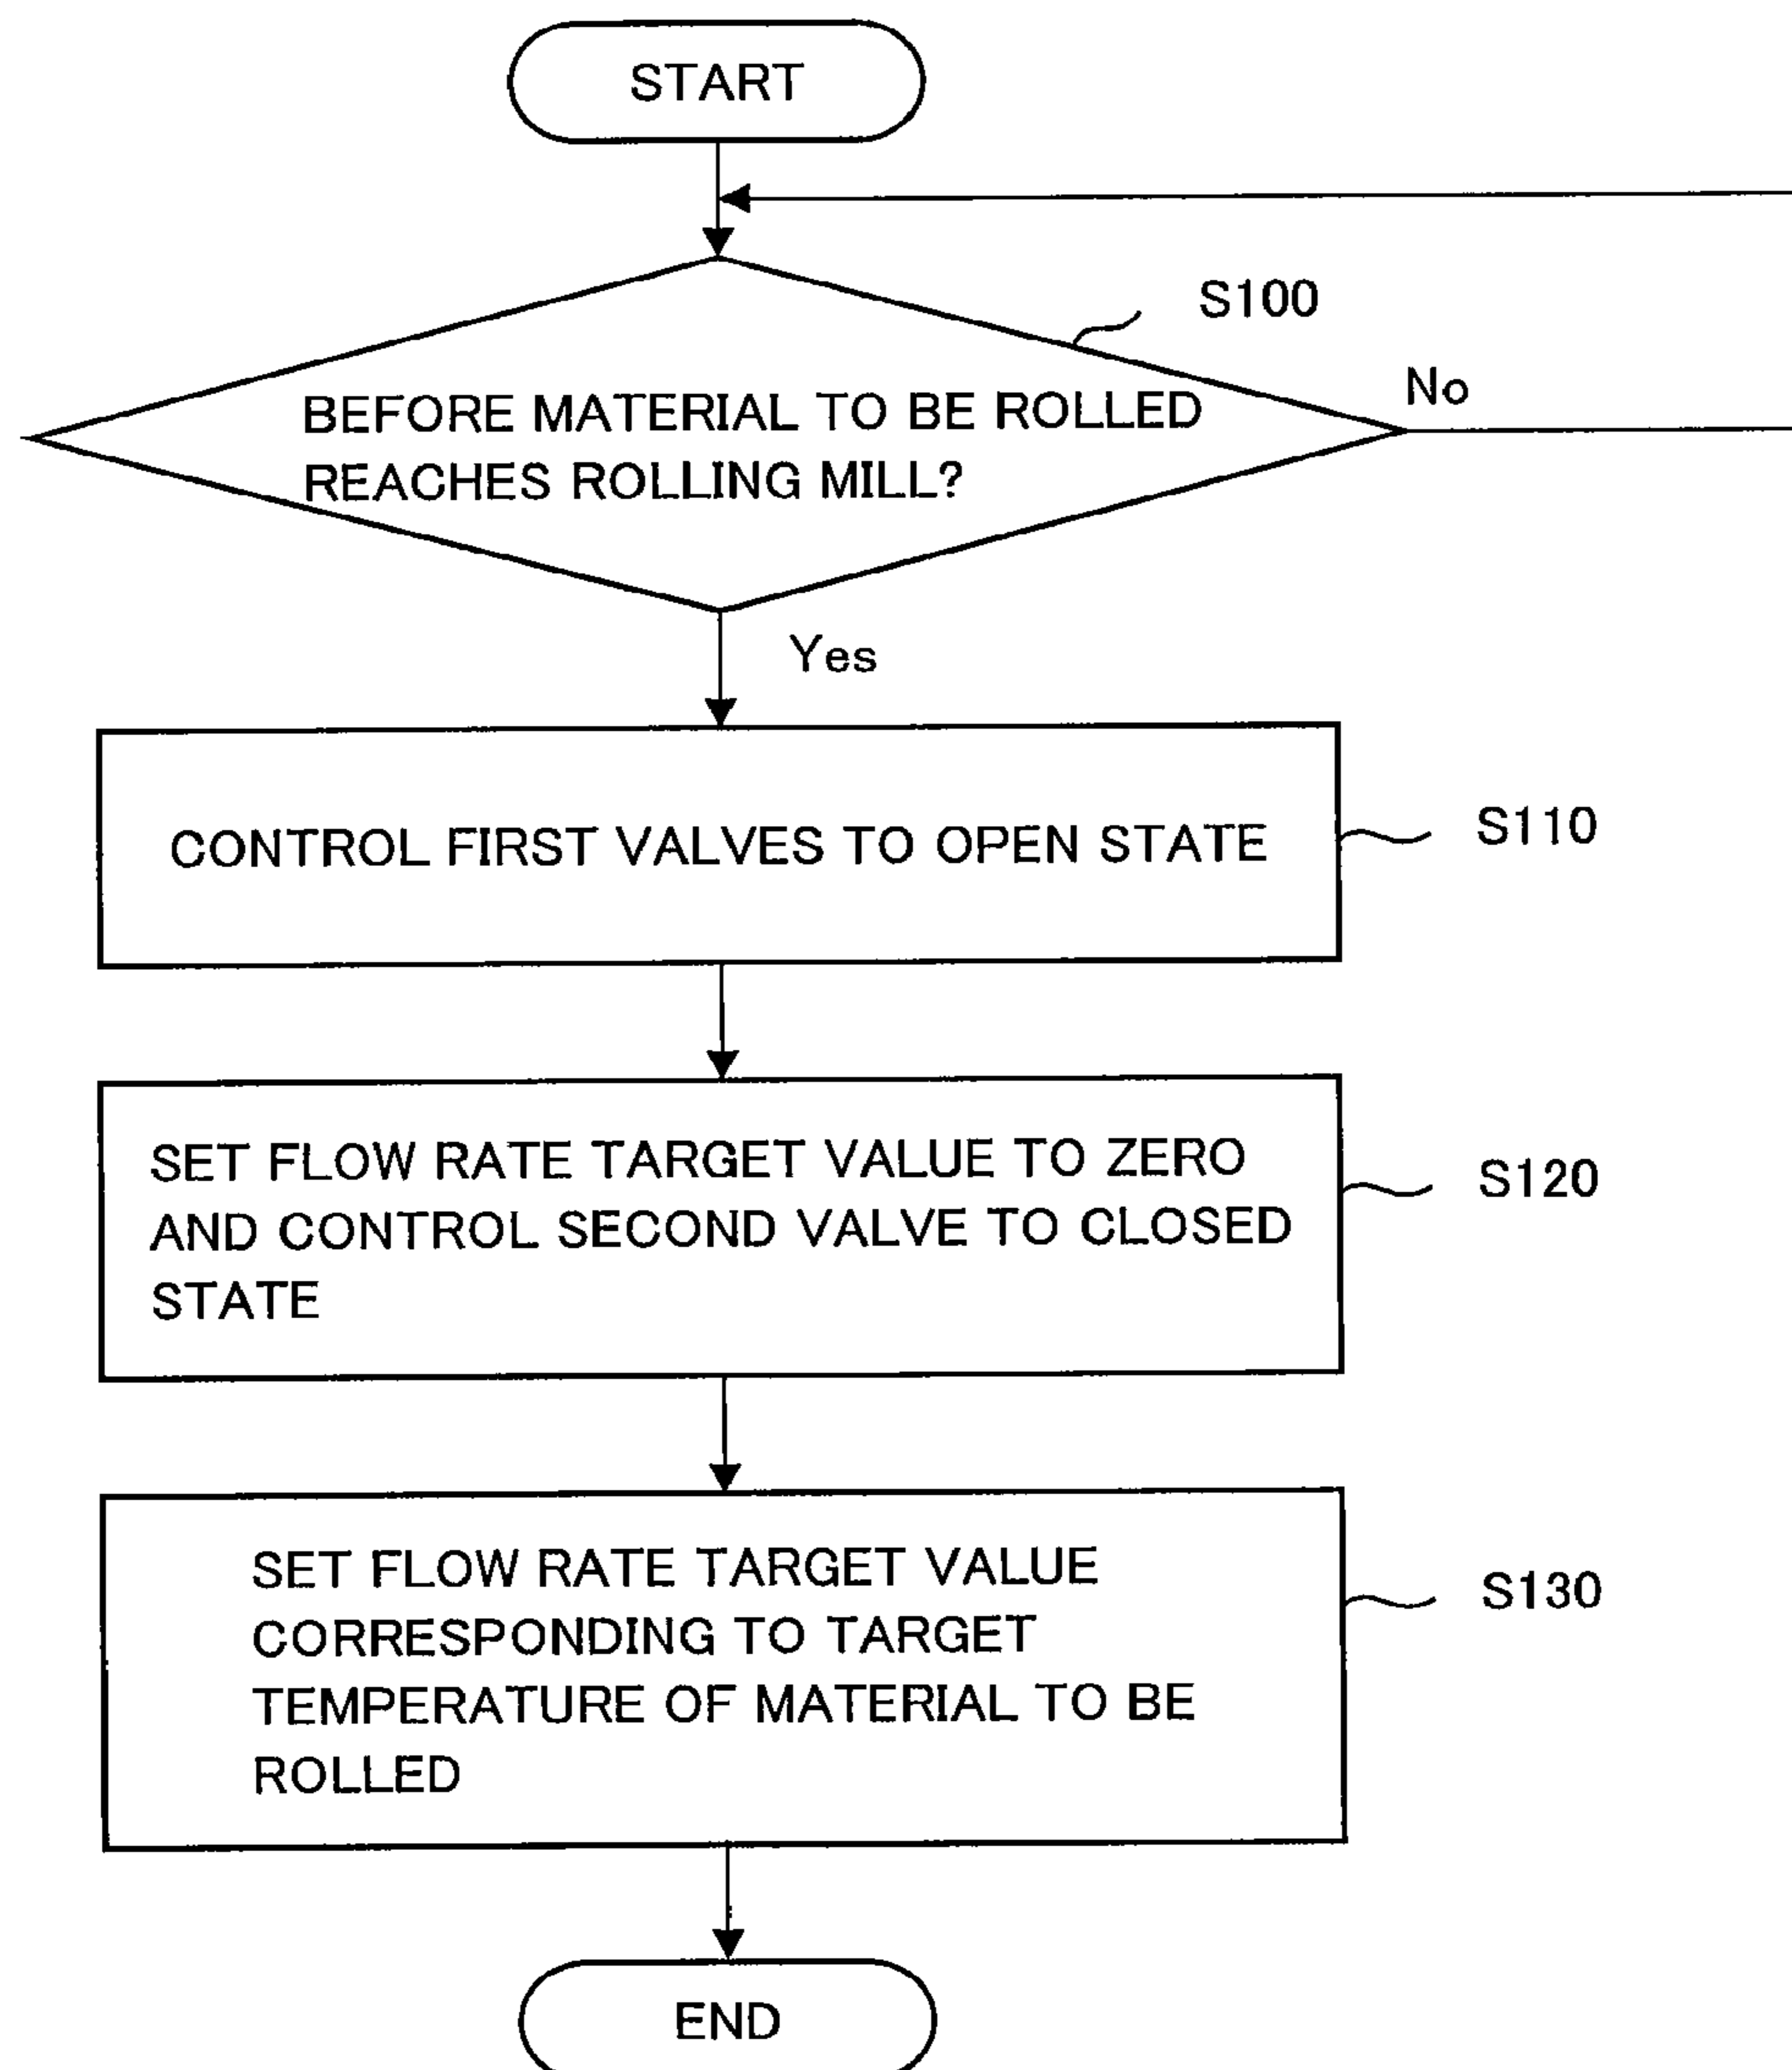 START
S100
No
BEFORE MATERIAL TO BE ROLLED
REACHES ROLLING MILL?
Yes
CONTROL FIRST VALVES TO OPEN STATE
S110
SET FLOW RATE TARGET VALUE TO ZERO
AND CONTROL SECOND VALVE TO CLOSED
STATE
S120
SET FLOW RATE TARGET VALUE
CORRESPONDING TO TARGET
TEMPERATURE OF MATERIAL TO BE
ROLLED
S130
END